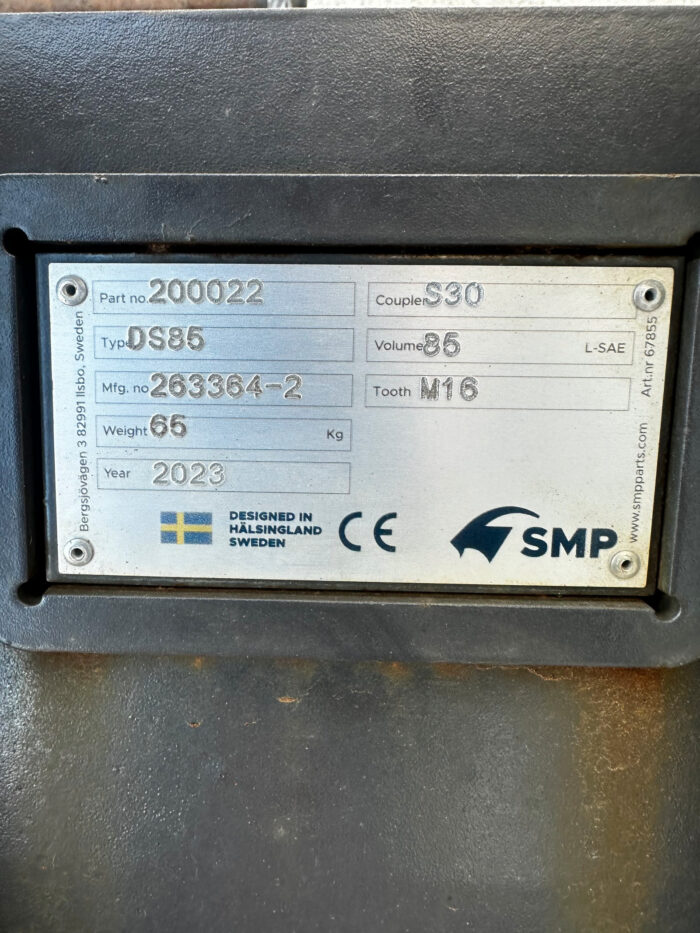 Part no. 200022
Type DS85
Mfg. no 263364-2
Weight 65 Kg
Year 2023
Coupler S30
Volume 85 L-SAE
Tooth M16
Bergsjövägen 3 82991 Ilsbo, Sweden
Art.nr 67855
www.smpparts.com
DESIGNED IN
HÄLSINGLAND
SWEDEN
CE
SMP